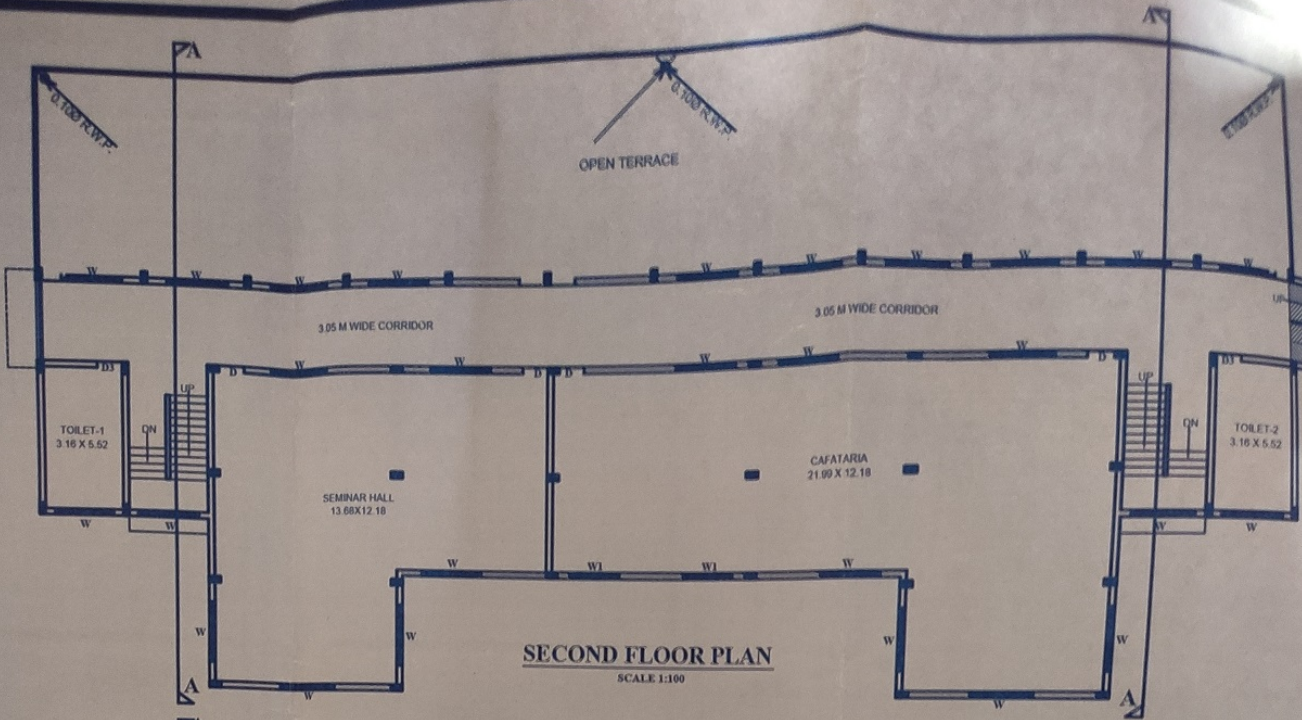 A
A
0.100 R.W.P.
0.100 R.W.P.
0.100 R.W.P.
OPEN TERRACE
W
W
W
W
W
W
W
W
W
W
UP
3.05 M WIDE CORRIDOR
3.05 M WIDE CORRIDOR
D3
D
W
W
D
D
W
W
W
D
D3
UP
DN
UP
DN
TOILET-1
3.16 X 5.52
SEMINAR HALL
13.68X12.18
CAFATARIA
21.99 X 12.18
TOILET-2
3.16 X 5.52
W
W
W
W
W
W1
W1
W
W
W
W
W
SECOND FLOOR PLAN
SCALE 1:100
A
W
W
A